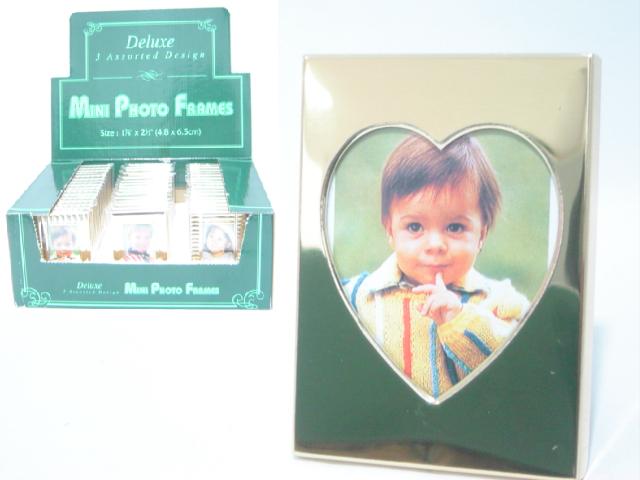 Deluxe
3 Assorted Design
MINI PHOTO FRAMES
Size : 1⅞" x 2½" (4.8 x 6.5cm)
Deluxe
3 Assorted Design
MINI PHOTO FRAMES